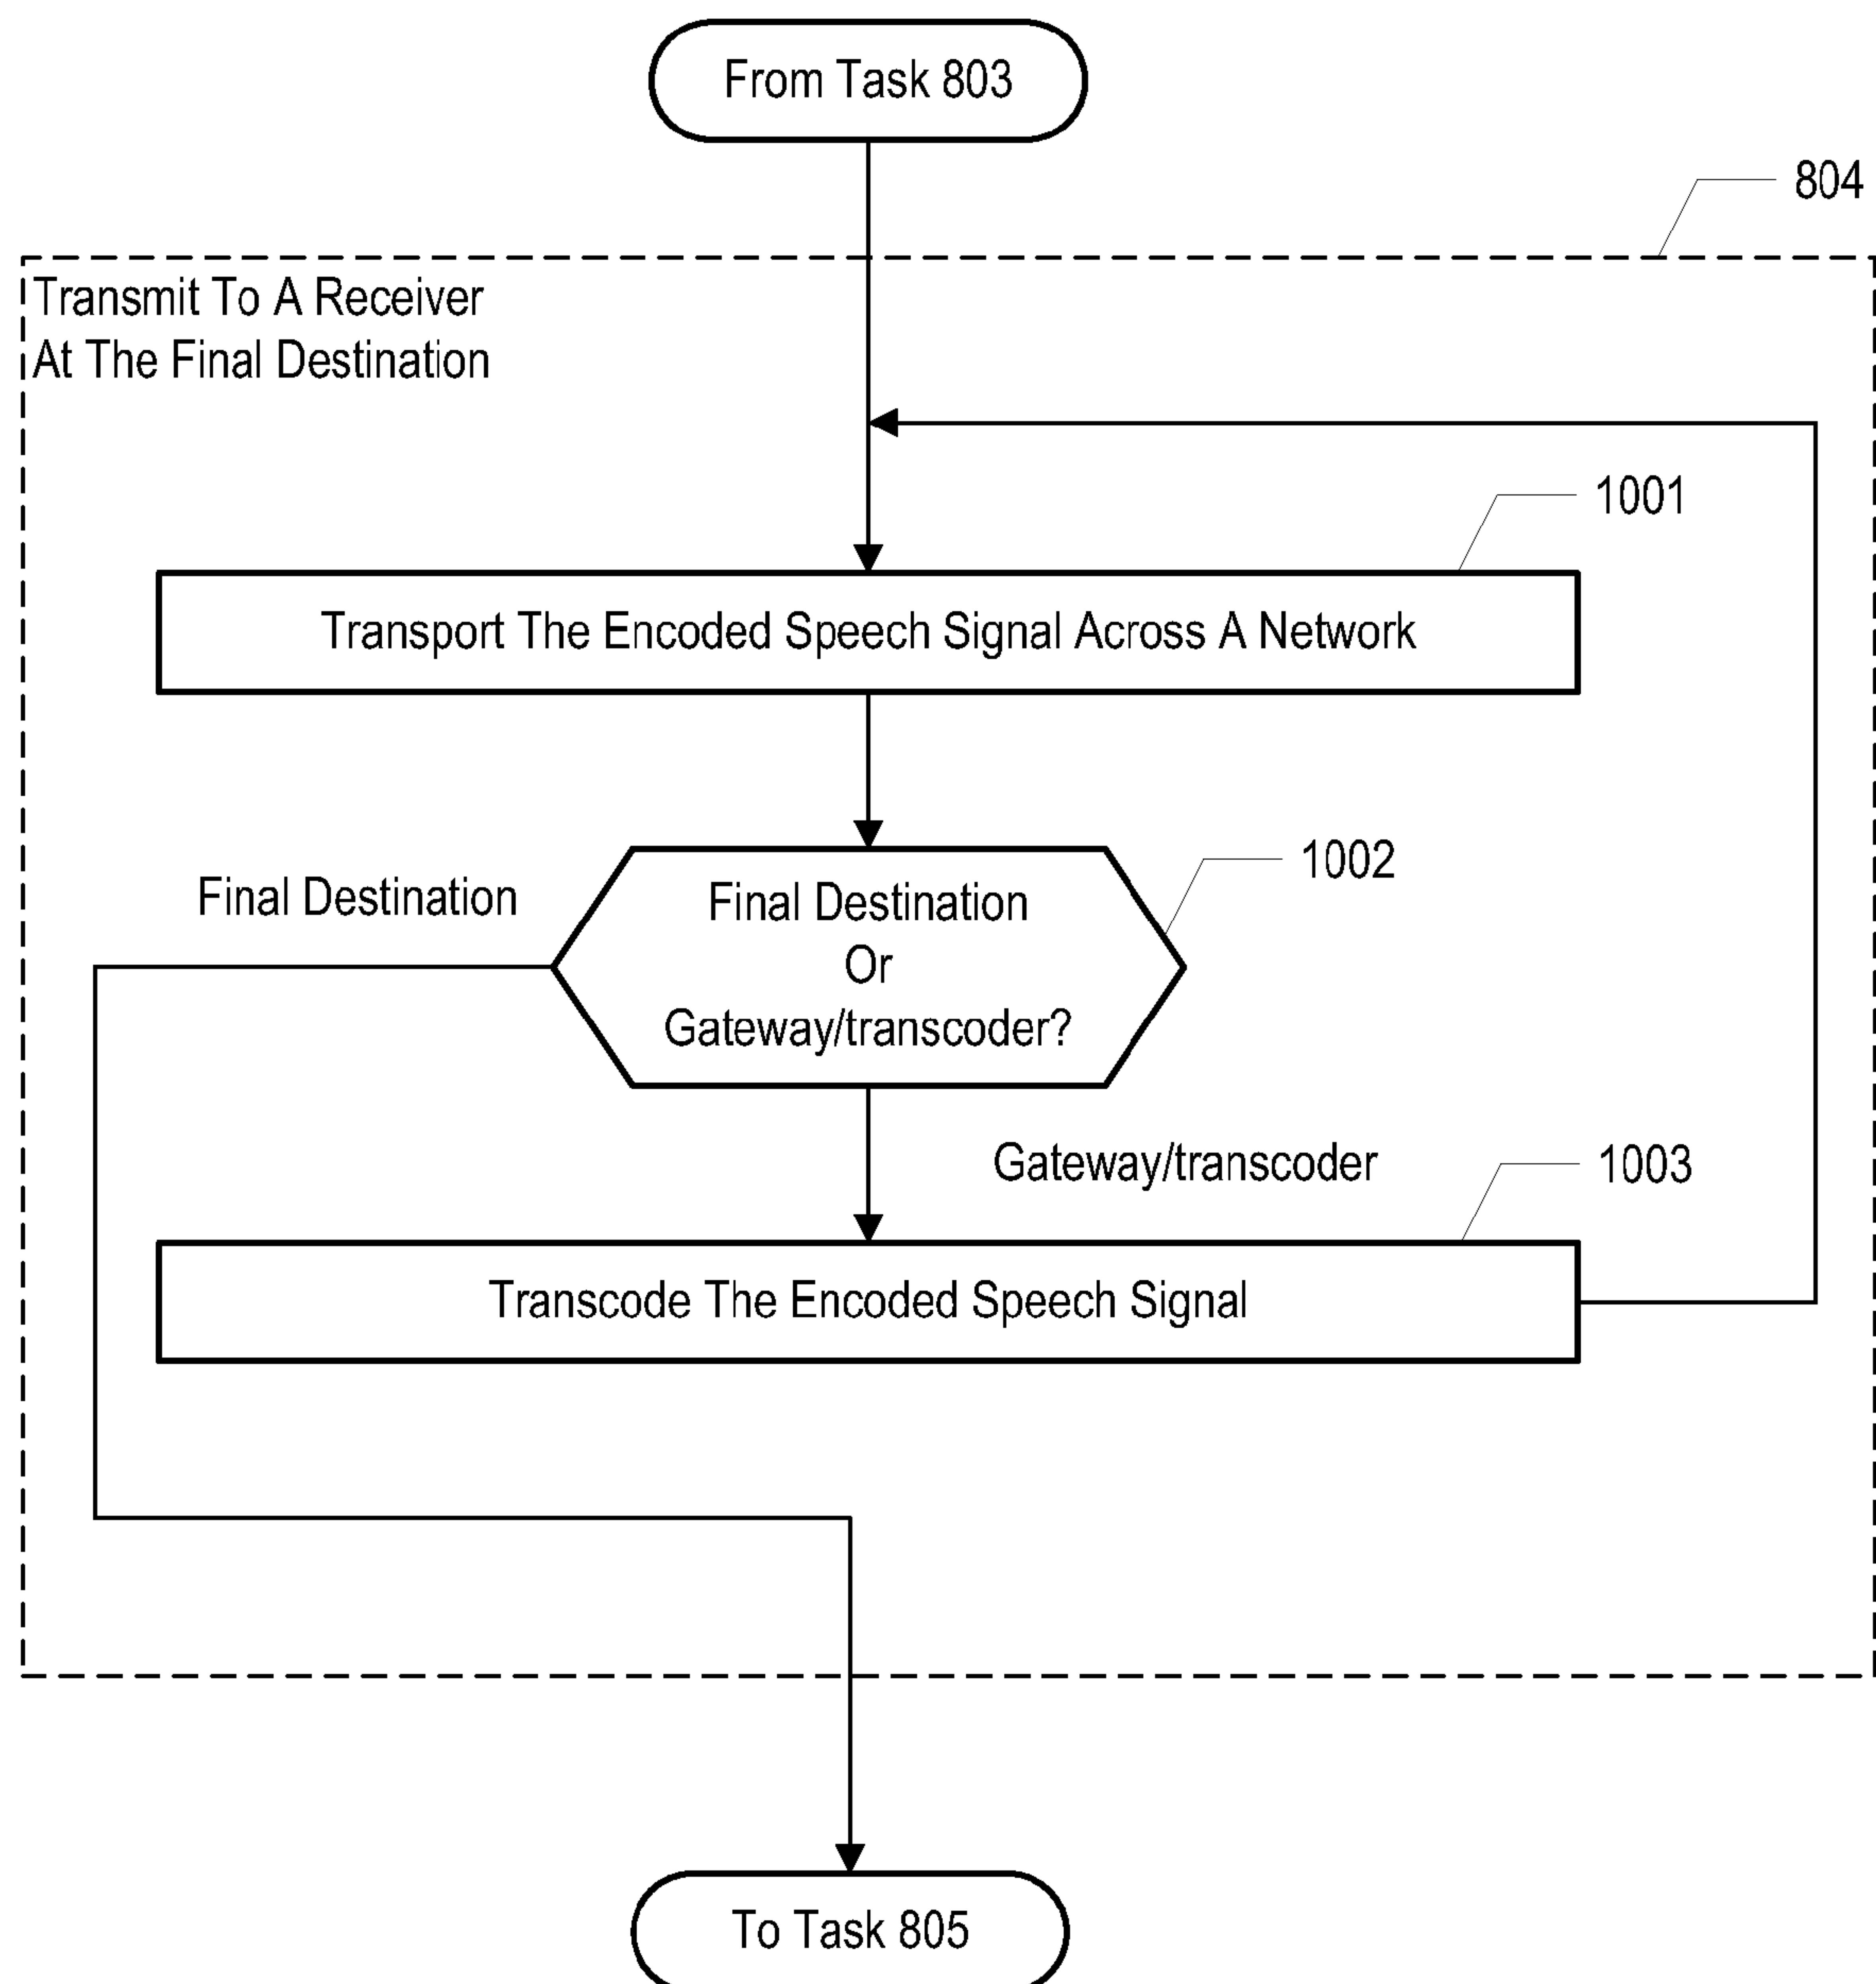 From Task 803
804
Transmit To A Receiver
At The Final Destination
1001
Transport The Encoded Speech Signal Across A Network
1002
Final Destination
Final Destination
Or
Gateway/transcoder?
Gateway/transcoder
1003
Transcode The Encoded Speech Signal
To Task 805